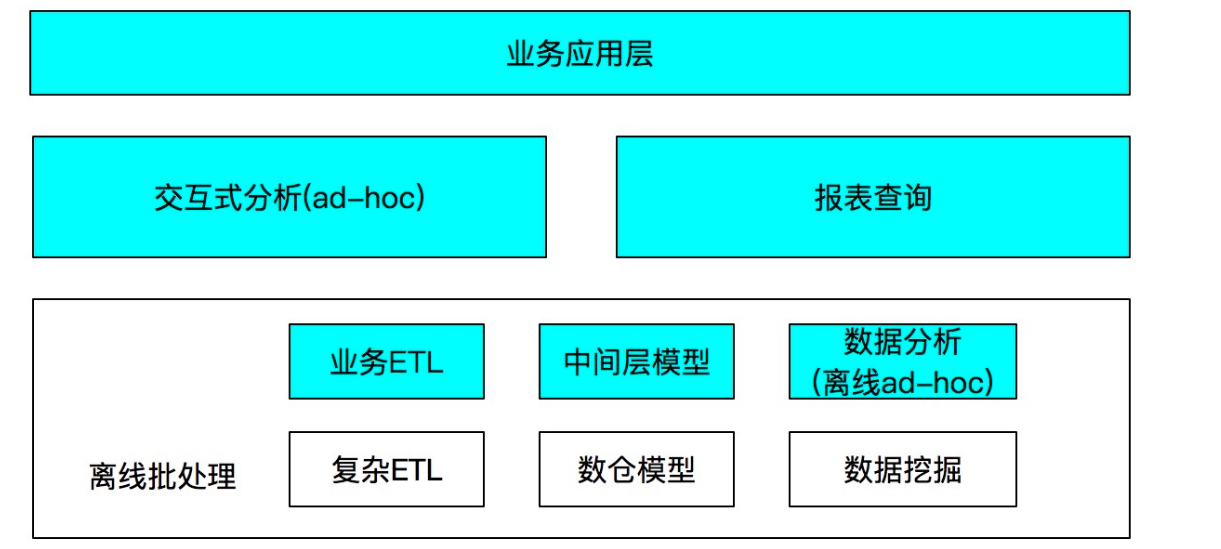 业务应用层
交互式分析(ad-hoc)
报表查询
业务ETL
中间层模型
数据分析
(离线ad-hoc)
离线批处理
复杂ETL
数仓模型
数据挖掘